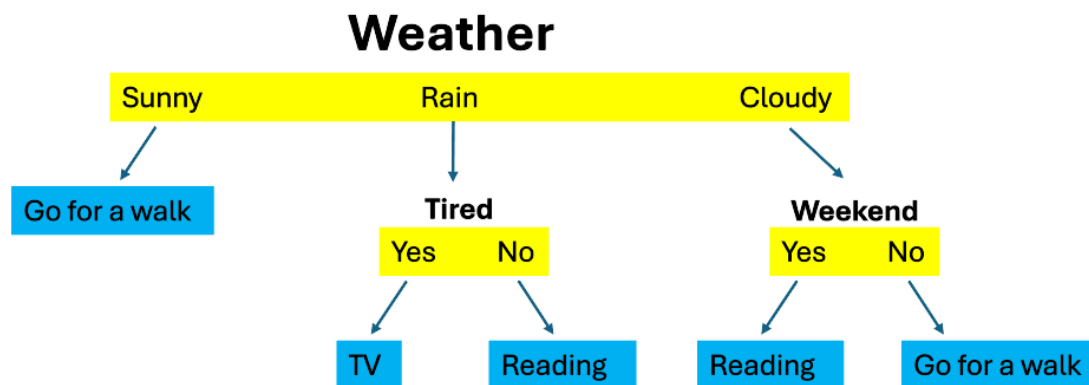 Weather
Sunny Rain Cloudy
Go for a walk
Tired Weekend
Yes No Yes No
TV Reading Reading Go for a walk